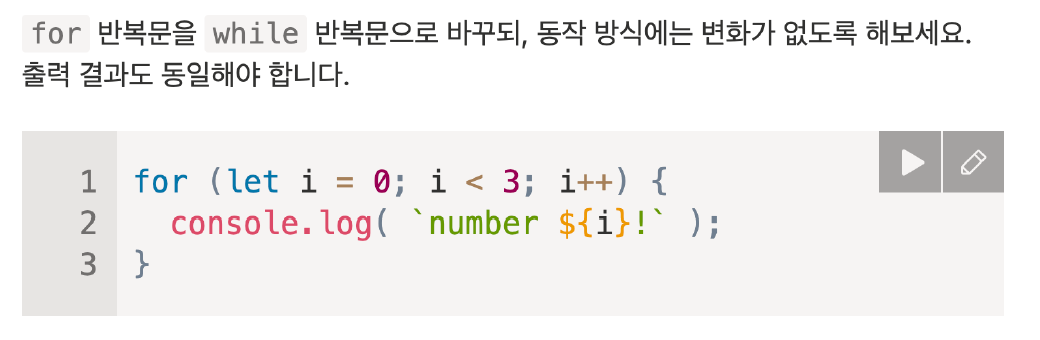 for 반복문을 while 반복문으로 바꾸되, 동작 방식에는 변화가 없도록 해보세요.
출력 결과도 동일해야 합니다.
1 for (let i = 0; i < 3; i++) {
2   console.log( `number ${i}!` );
3 }